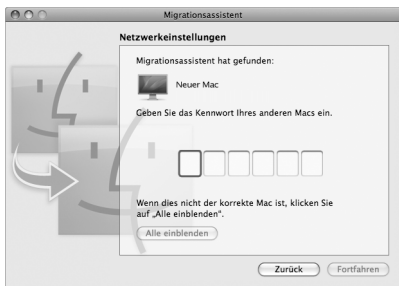 Migrationsassistent
Netzwerkeinstellungen
Migrationsassistent hat gefunden:
Neuer Mac
Geben Sie das Kennwort Ihres anderen Macs ein.
Wenn dies nicht der korrekte Mac ist, klicken Sie
auf „Alle einblenden“.
Alle einblenden
Zurück
Fortfahren